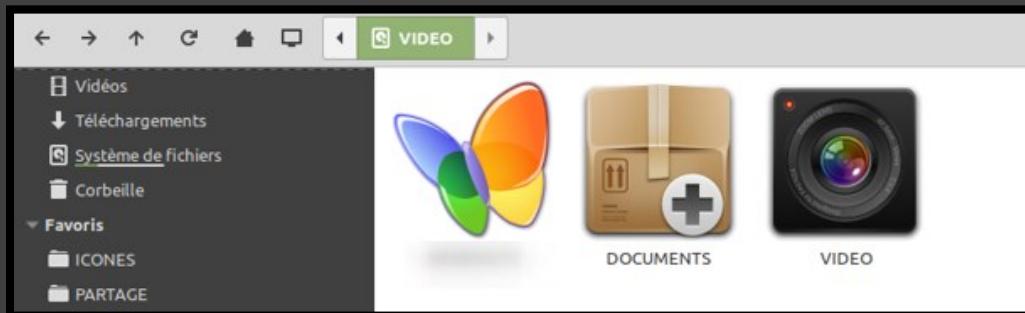 VIDEO
Vidéos
Téléchargements
Système de fichiers
Corbeille
Favoris
ICONES
PARTAGE
DOCUMENTS
VIDEO